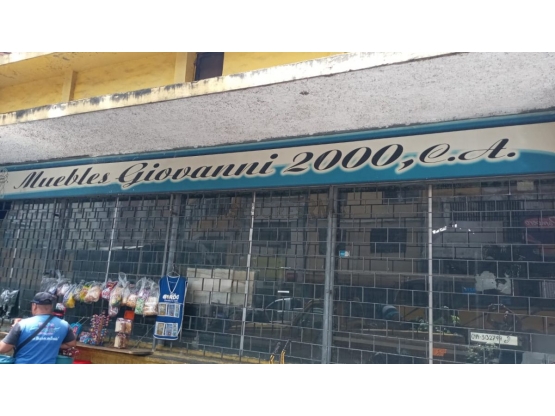 Muebles Giovanni 2000, C.A.